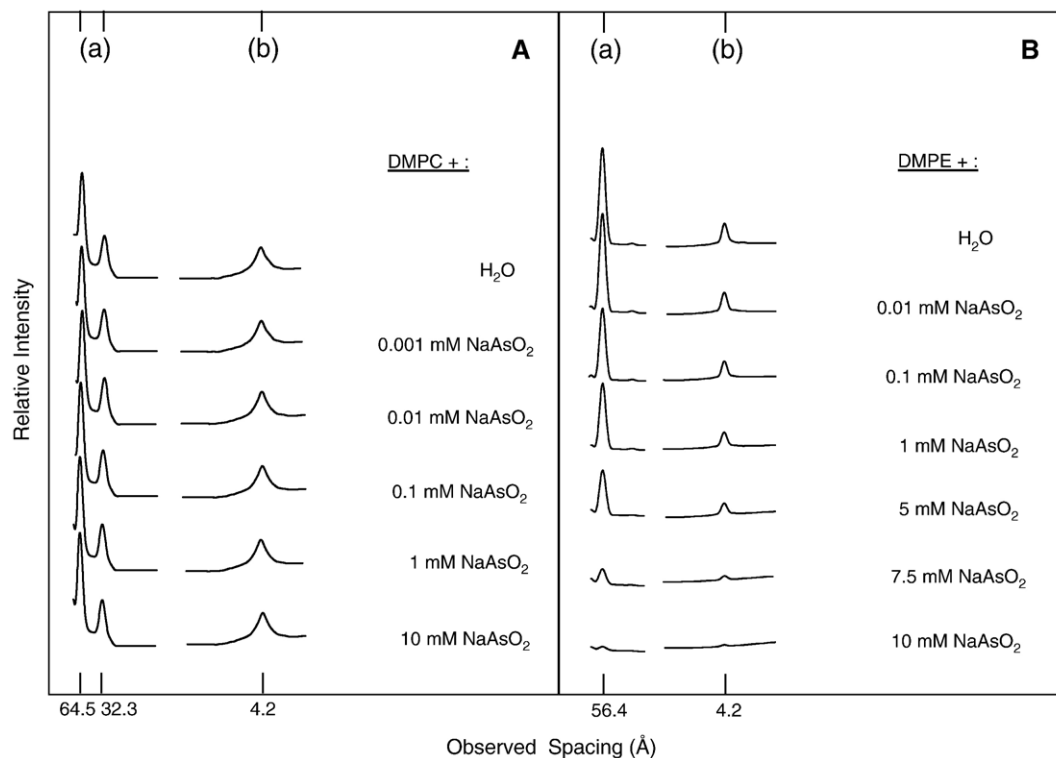 (a) (b) A
(a) (b) B
DMPC + :
H₂O
0.001 mM NaAsO₂
0.01 mM NaAsO₂
0.1 mM NaAsO₂
1 mM NaAsO₂
10 mM NaAsO₂
DMPE + :
H₂O
0.01 mM NaAsO₂
0.1 mM NaAsO₂
1 mM NaAsO₂
5 mM NaAsO₂
7.5 mM NaAsO₂
10 mM NaAsO₂
Relative Intensity
64.5 32.3 4.2
56.4 4.2
Observed Spacing (Å)